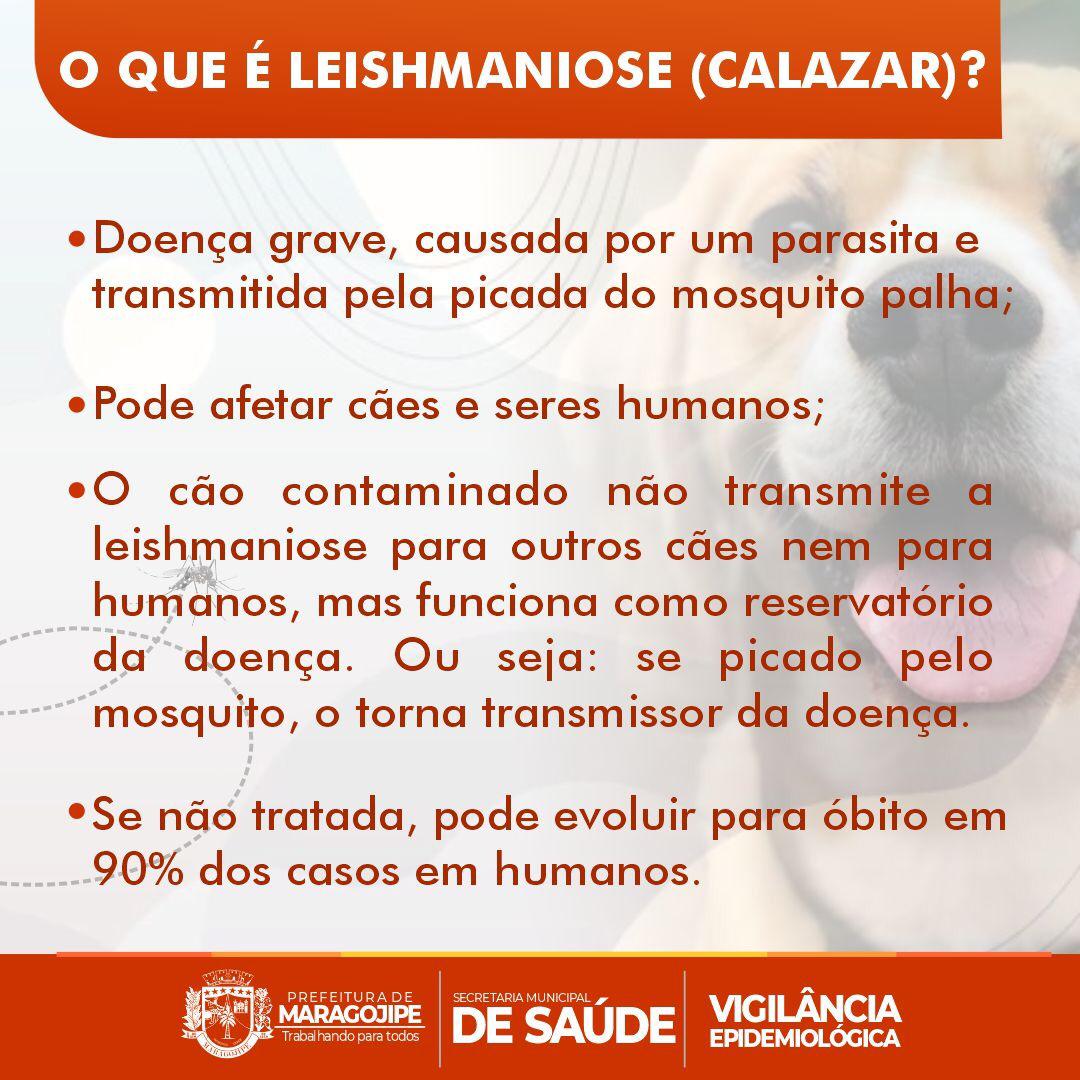 O QUE É LEISHMANIOSE (CALAZAR)?
•Doença grave, causada por um parasita e
transmitida pela picada do mosquito palha;
•Pode afetar cães e seres humanos;
•O cão contaminado não transmite a
leishmaniose para outros cães nem para
humanos, mas funciona como reservatório
da doença. Ou seja: se picado pelo
mosquito, o torna transmissor da doença.
•Se não tratada, pode evoluir para óbito em
90% dos casos em humanos.
MARAGOJIPE
PREFEITURA DE
MARAGOJIPE
Trabalhando para todos
SECRETARIA MUNICIPAL
DE SAÚDE
VIGILÂNCIA
EPIDEMIOLÓGICA